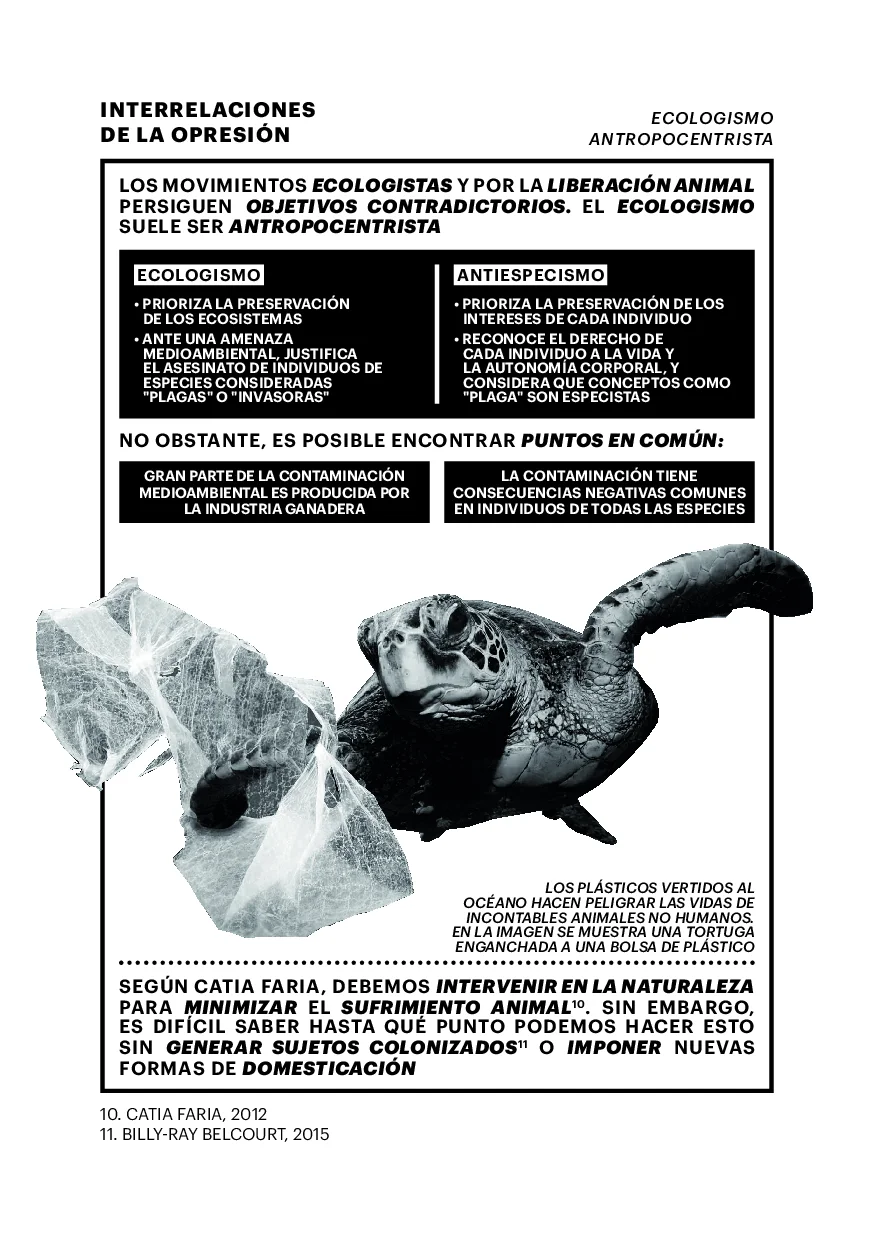 INTERRELACIONES
DE LA OPRESIÓN
ECOLOGISMO
ANTROPOCENTRISTA
LOS MOVIMIENTOS ECOLOGISTAS Y POR LA LIBERACIÓN ANIMAL
PERSIGUEN OBJETIVOS CONTRADICTORIOS. EL ECOLOGISMO
SUELE SER ANTROPOCENTRISTA
ECOLOGISMO
• PRIORIZA LA PRESERVACIÓN
DE LOS ECOSISTEMAS
• ANTE UNA AMENAZA
MEDIOAMBIENTAL, JUSTIFICA
EL ASESINATO DE INDIVIDUOS DE
ESPECIES CONSIDERADAS
"PLAGAS" O "INVASORAS"
ANTIESPECISMO
• PRIORIZA LA PRESERVACIÓN DE LOS
INTERESES DE CADA INDIVIDUO
• RECONOCE EL DERECHO DE
CADA INDIVIDUO A LA VIDA Y
LA AUTONOMÍA CORPORAL, Y
CONSIDERA QUE CONCEPTOS COMO
"PLAGA" SON ESPECISTAS
NO OBSTANTE, ES POSIBLE ENCONTRAR PUNTOS EN COMÚN:
GRAN PARTE DE LA CONTAMINACIÓN
MEDIOAMBIENTAL ES PRODUCIDA POR
LA INDUSTRIA GANADERA
LA CONTAMINACIÓN TIENE
CONSECUENCIAS NEGATIVAS COMUNES
EN INDIVIDUOS DE TODAS LAS ESPECIES
LOS PLÁSTICOS VERTIDOS AL
OCÉANO HACEN PELIGRAR LAS VIDAS DE
INCONTABLES ANIMALES NO HUMANOS.
EN LA IMAGEN SE MUESTRA UNA TORTUGA
ENGANCHADA A UNA BOLSA DE PLÁSTICO
SEGÚN CATIA FARIA, DEBEMOS INTERVENIR EN LA NATURALEZA
PARA MINIMIZAR EL SUFRIMIENTO ANIMAL¹⁰. SIN EMBARGO,
ES DIFÍCIL SABER HASTA QUÉ PUNTO PODEMOS HACER ESTO
SIN GENERAR SUJETOS COLONIZADOS¹¹ O IMPONER NUEVAS
FORMAS DE DOMESTICACIÓN
10. CATIA FARIA, 2012
11. BILLY-RAY BELCOURT, 2015